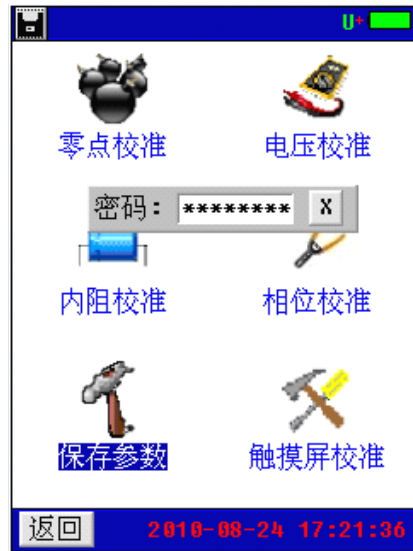 U+
零点校准 电压校准
密码: ******** X
内阻校准 相位校准
保存参数 触摸屏校准
返回 2010-08-24 17:21:36